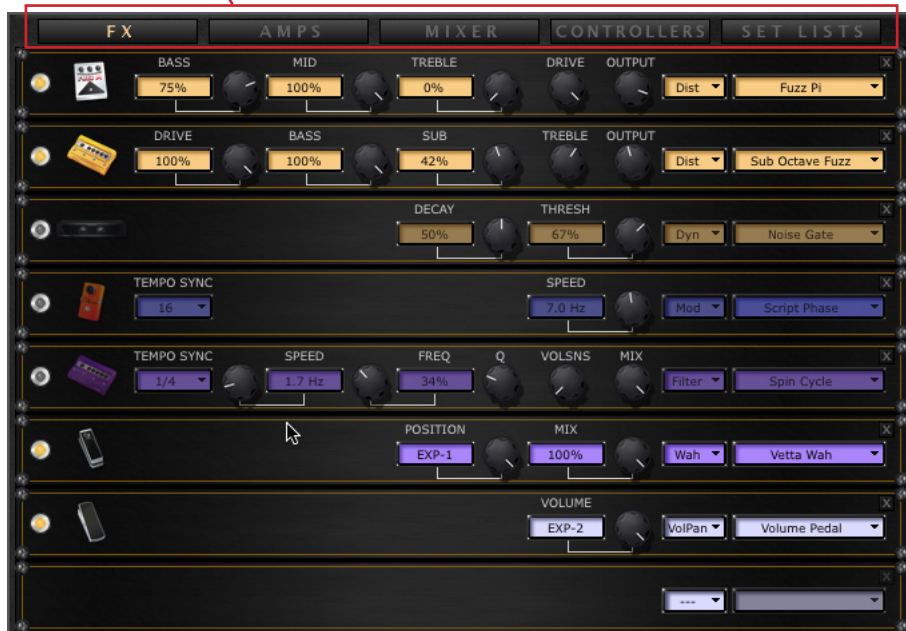 FX AMPS MIXER CONTROLLERS SET LISTS
BASS MID TREBLE DRIVE OUTPUT X
75% 100% 0% Dist Fuzz Pi
DRIVE BASS SUB TREBLE OUTPUT X
100% 100% 42% Dist Sub Octave Fuzz
DECAY THRESH X
50% 67% Dyn Noise Gate
TEMPO SYNC SPEED X
16 7.0 Hz Mod Script Phase
TEMPO SYNC SPEED FREQ Q VOLSNS MIX X
1/4 1.7 Hz 34% Filter Spin Cycle
POSITION MIX X
EXP-1 100% Wah Vetta Wah
VOLUME X
EXP-2 VolPan Volume Pedal
X
---